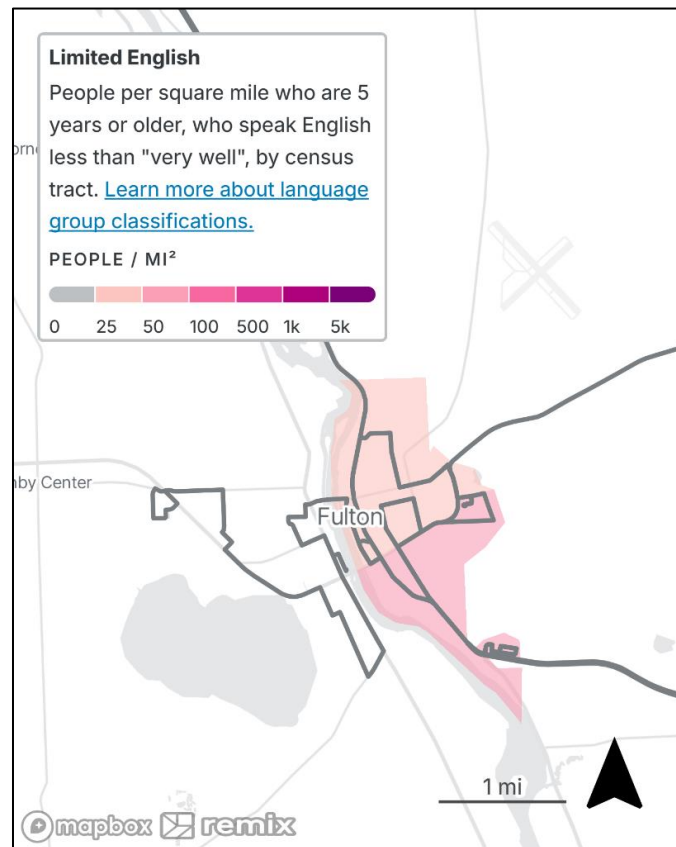 Limited English
People per square mile who are 5
years or older, who speak English
less than "very well", by census
tract. Learn more about language
group classifications.
PEOPLE / MI²
0 25 50 100 500 1k 5k
orne
nby Center
Fulton
1 mi
mapbox remix